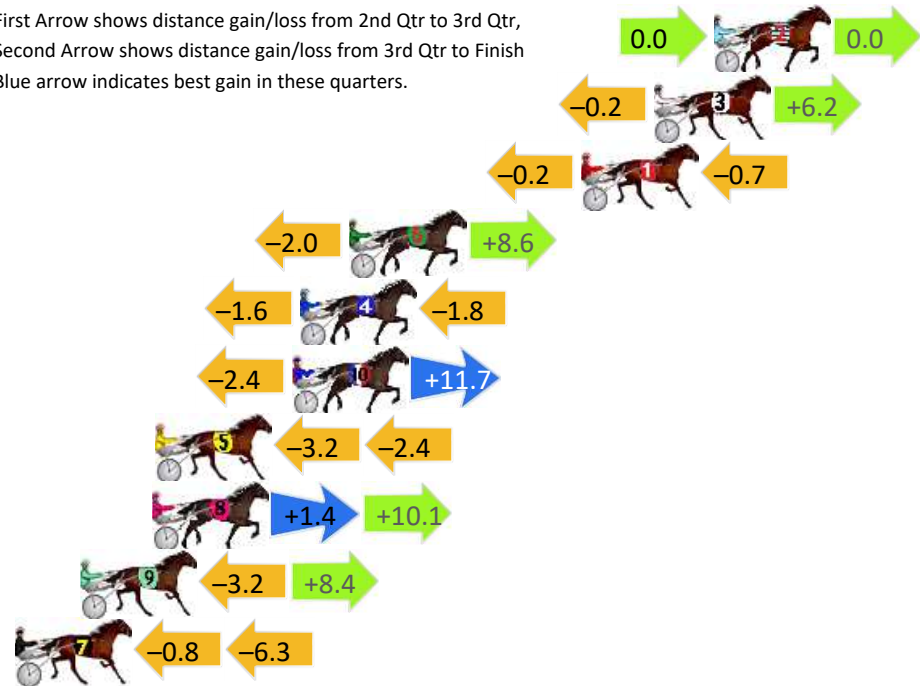 First Arrow shows distance gain/loss from 2nd Qtr to 3rd Qtr,
Second Arrow shows distance gain/loss from 3rd Qtr to Finish
Blue arrow indicates best gain in these quarters.
0.0 2 0.0
–0.2 3 +6.2
–0.2 1 –0.7
–2.0 6 +8.6
–1.6 4 –1.8
–2.4 10 +11.7
5 –3.2 –2.4
8 +1.4 +10.1
9 –3.2 +8.4
7 –0.8 –6.3